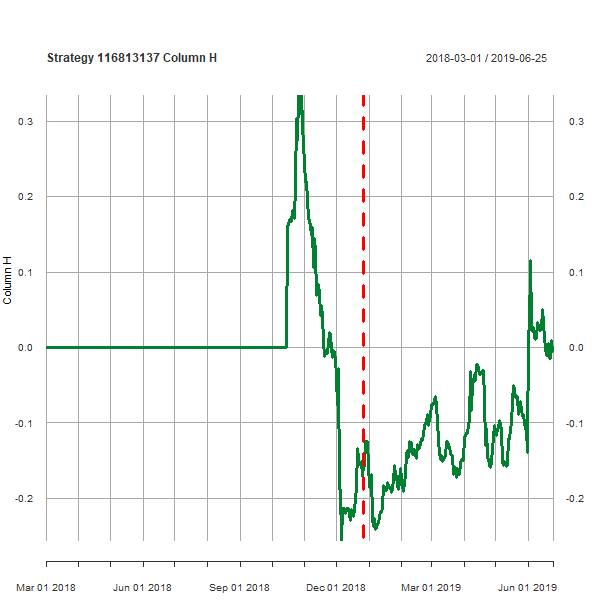 Strategy 116813137 Column H 2018-03-01 / 2019-06-25
0.3 0.3
0.2 0.2
0.1 0.1
Column H
0.0 0.0
-0.1 -0.1
-0.2 -0.2
Mar 01 2018 Jun 01 2018 Sep 01 2018 Dec 01 2018 Mar 01 2019 Jun 01 2019